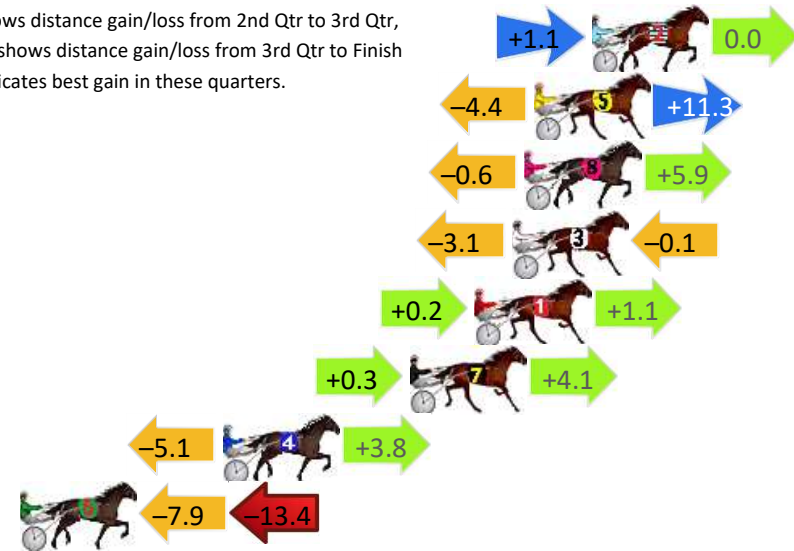 ows distance gain/loss from 2nd Qtr to 3rd Qtr,
shows distance gain/loss from 3rd Qtr to Finish
icates best gain in these quarters.
+1.1 2 0.0
–4.4 5 +11.3
–0.6 8 +5.9
–3.1 3 –0.1
+0.2 1 +1.1
+0.3 7 +4.1
–5.1 4 +3.8
–7.9 –13.4